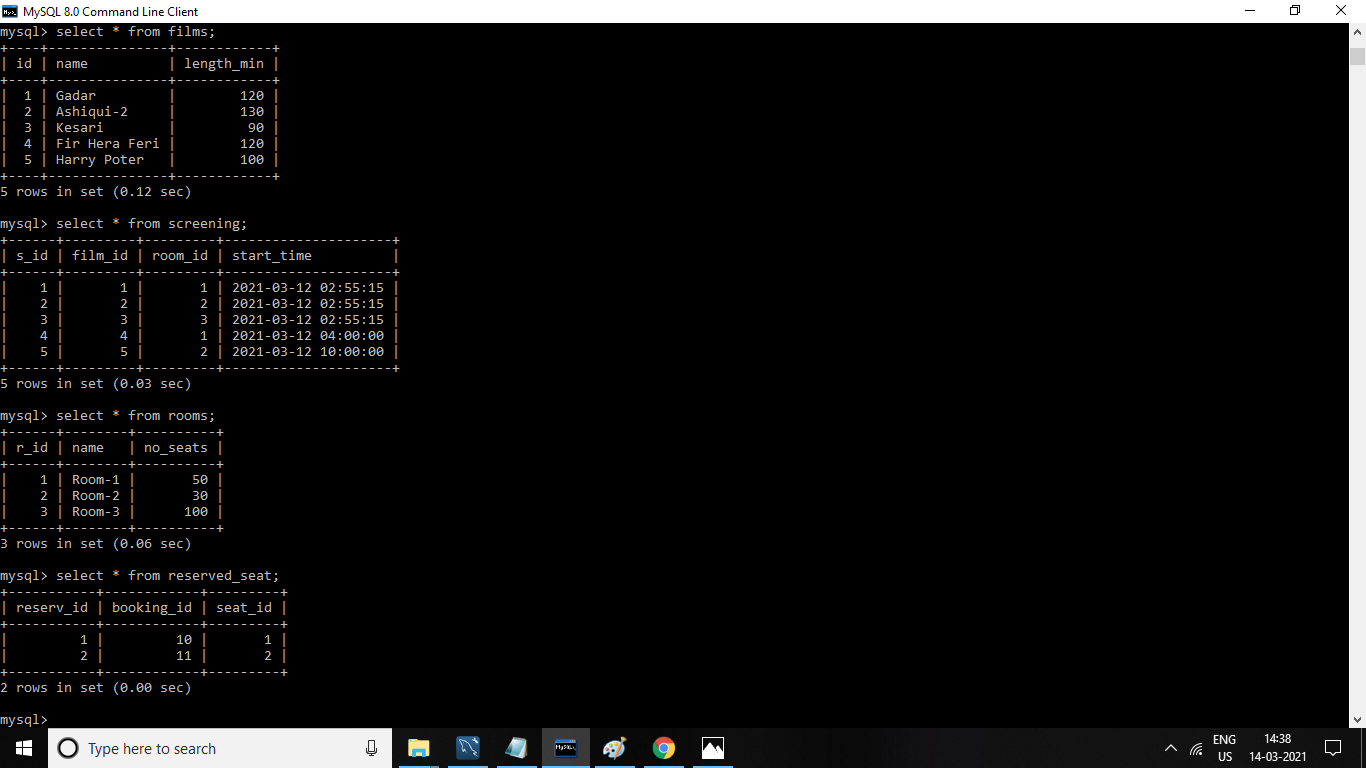 MySQL 8.0 Command Line Client
mysql> select * from films;
+----+---------------+------------+
| id | name          | length_min |
+----+---------------+------------+
|  1 | Gadar         |        120 |
|  2 | Ashiqui-2     |        130 |
|  3 | Kesari        |         90 |
|  4 | Fir Hera Feri |        120 |
|  5 | Harry Poter   |        100 |
+----+---------------+------------+
5 rows in set (0.12 sec)
mysql> select * from screening;
+------+---------+---------+---------------------+
| s_id | film_id | room_id | start_time          |
+------+---------+---------+---------------------+
|    1 |       1 |       1 | 2021-03-12 02:55:15 |
|    2 |       2 |       2 | 2021-03-12 02:55:15 |
|    3 |       3 |       3 | 2021-03-12 02:55:15 |
|    4 |       4 |       1 | 2021-03-12 04:00:00 |
|    5 |       5 |       2 | 2021-03-12 10:00:00 |
+------+---------+---------+---------------------+
5 rows in set (0.03 sec)
mysql> select * from rooms;
+------+--------+----------+
| r_id | name   | no_seats |
+------+--------+----------+
|    1 | Room-1 |       50 |
|    2 | Room-2 |       30 |
|    3 | Room-3 |      100 |
+------+--------+----------+
3 rows in set (0.06 sec)
mysql> select * from reserved_seat;
+-----------+------------+---------+
| reserv_id | booking_id | seat_id |
+-----------+------------+---------+
|         1 |         10 |       1 |
|         2 |         11 |       2 |
+-----------+------------+---------+
2 rows in set (0.00 sec)
mysql>
Type here to search
ENG
US
14:38
14-03-2021